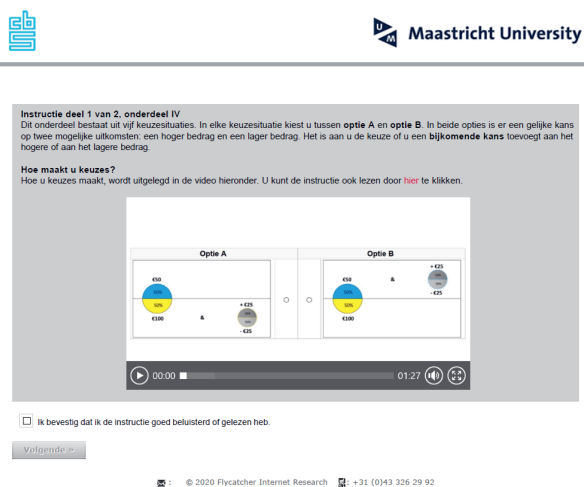 cbs
UM Maastricht University
Instructie deel 1 van 2, onderdeel IV
Dit onderdeel bestaat uit vijf keuzesituaties. In elke keuzesituatie kiest u tussen optie A en optie B. In beide opties is er een gelijke kans
op twee mogelijke uitkomsten: een hoger bedrag en een lager bedrag. Het is aan u de keuze of u een bijkomende kans toevoegt aan het
hogere of aan het lagere bedrag.
Hoe maakt u keuzes?
Hoe u keuzes maakt, wordt uitgelegd in de video hieronder. U kunt de instructie ook lezen door hier te klikken.
Optie A
Optie B
€50
50%
50%
€100
&
+ €25
- €25
€50
50%
50%
€100
&
+ €25
- €25
00:00
01:27
Ik bevestig dat ik de instructie goed beluisterd of gelezen heb.
Volgende »
: © 2020 Flycatcher Internet Research : +31 (0)43 326 29 92